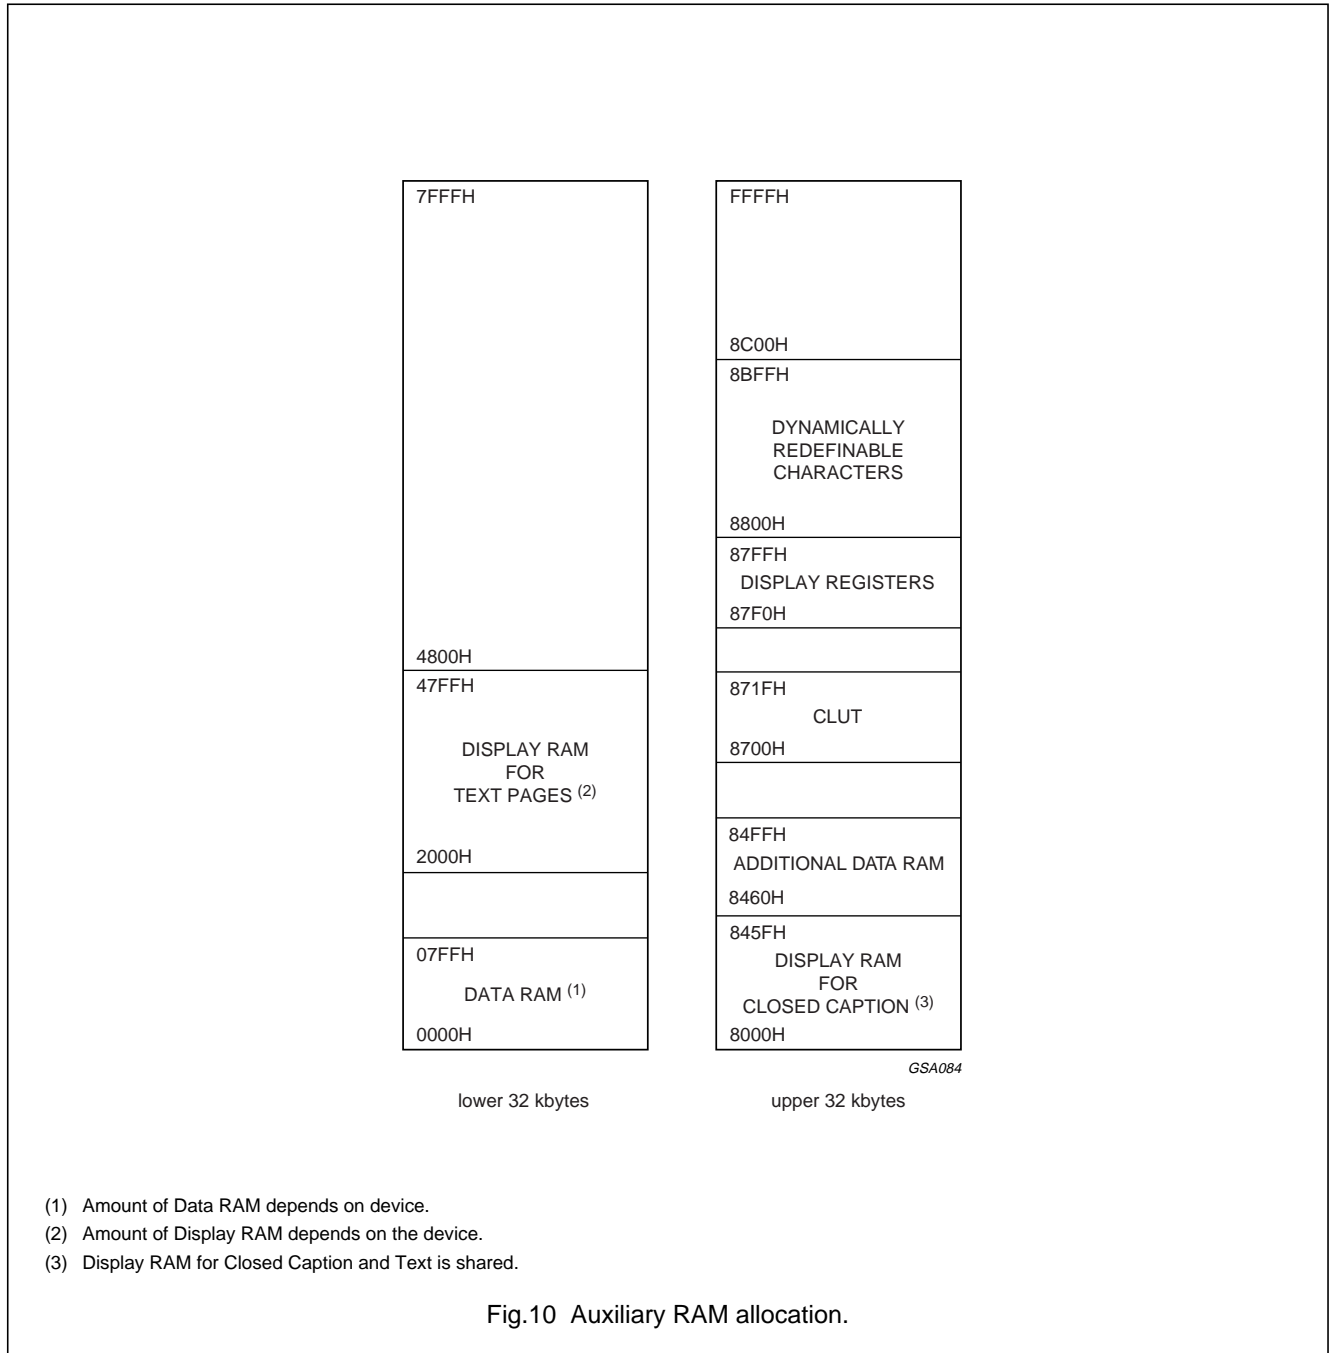 7FFFH
4800H
47FFH
DISPLAY RAM
FOR
TEXT PAGES (2)
2000H
07FFH
DATA RAM (1)
0000H
lower 32 kbytes
FFFFH
8C00H
8BFFH
DYNAMICALLY
REDEFINABLE
CHARACTERS
8800H
87FFH
DISPLAY REGISTERS
87F0H
871FH
CLUT
8700H
84FFH
ADDITIONAL DATA RAM
8460H
845FH
DISPLAY RAM
FOR
CLOSED CAPTION (3)
8000H
GSA084
upper 32 kbytes
(1) Amount of Data RAM depends on device.
(2) Amount of Display RAM depends on the device.
(3) Display RAM for Closed Caption and Text is shared.
Fig.10 Auxiliary RAM allocation.